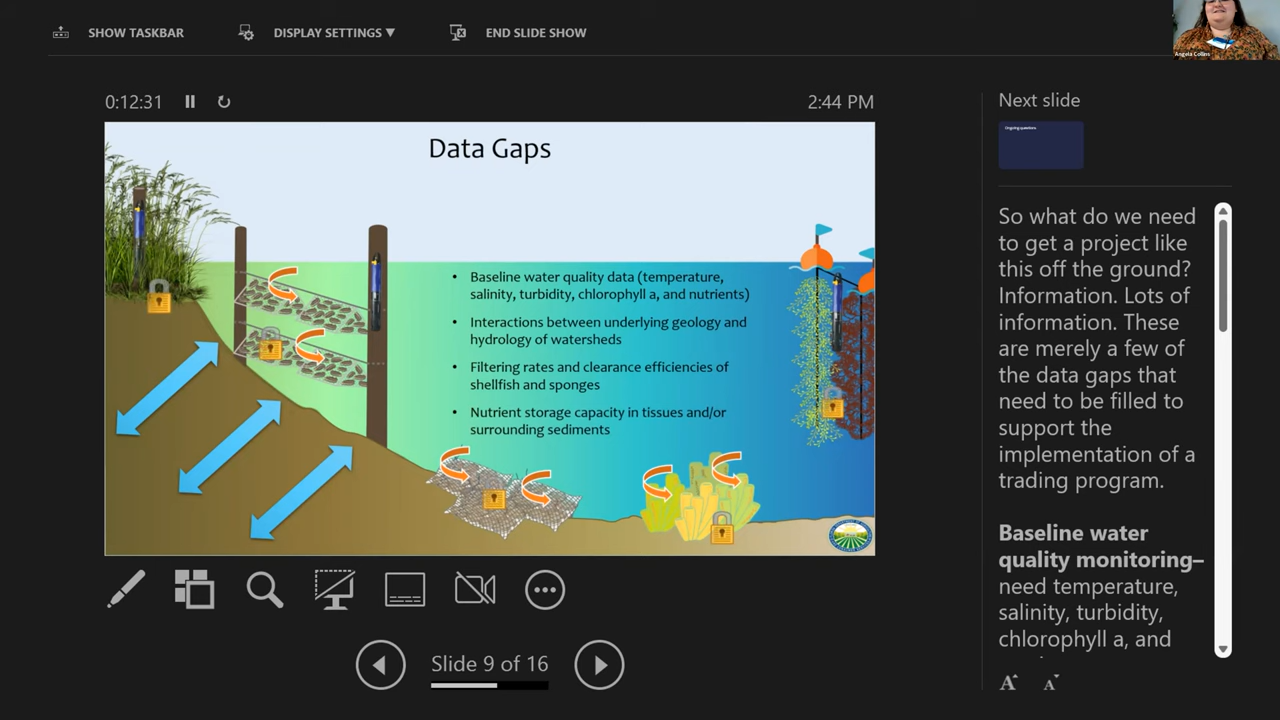 SHOW TASKBAR
DISPLAY SETTINGS ▼
END SLIDE SHOW
Angela Collins
0:12:31
2:44 PM
Data Gaps
• Baseline water quality data (temperature,
salinity, turbidity, chlorophyll a, and nutrients)
• Interactions between underlying geology and
hydrology of watersheds
• Filtering rates and clearance efficiencies of
shellfish and sponges
• Nutrient storage capacity in tissues and/or
surrounding sediments
Slide 9 of 16
Next slide
Ongoing questions
So what do we need
to get a project like
this off the ground?
Information. Lots of
information. These
are merely a few of
the data gaps that
need to be filled to
support the
implementation of a
trading program.
Baseline water
quality monitoring–
need temperature,
salinity, turbidity,
chlorophyll a, and
A
A